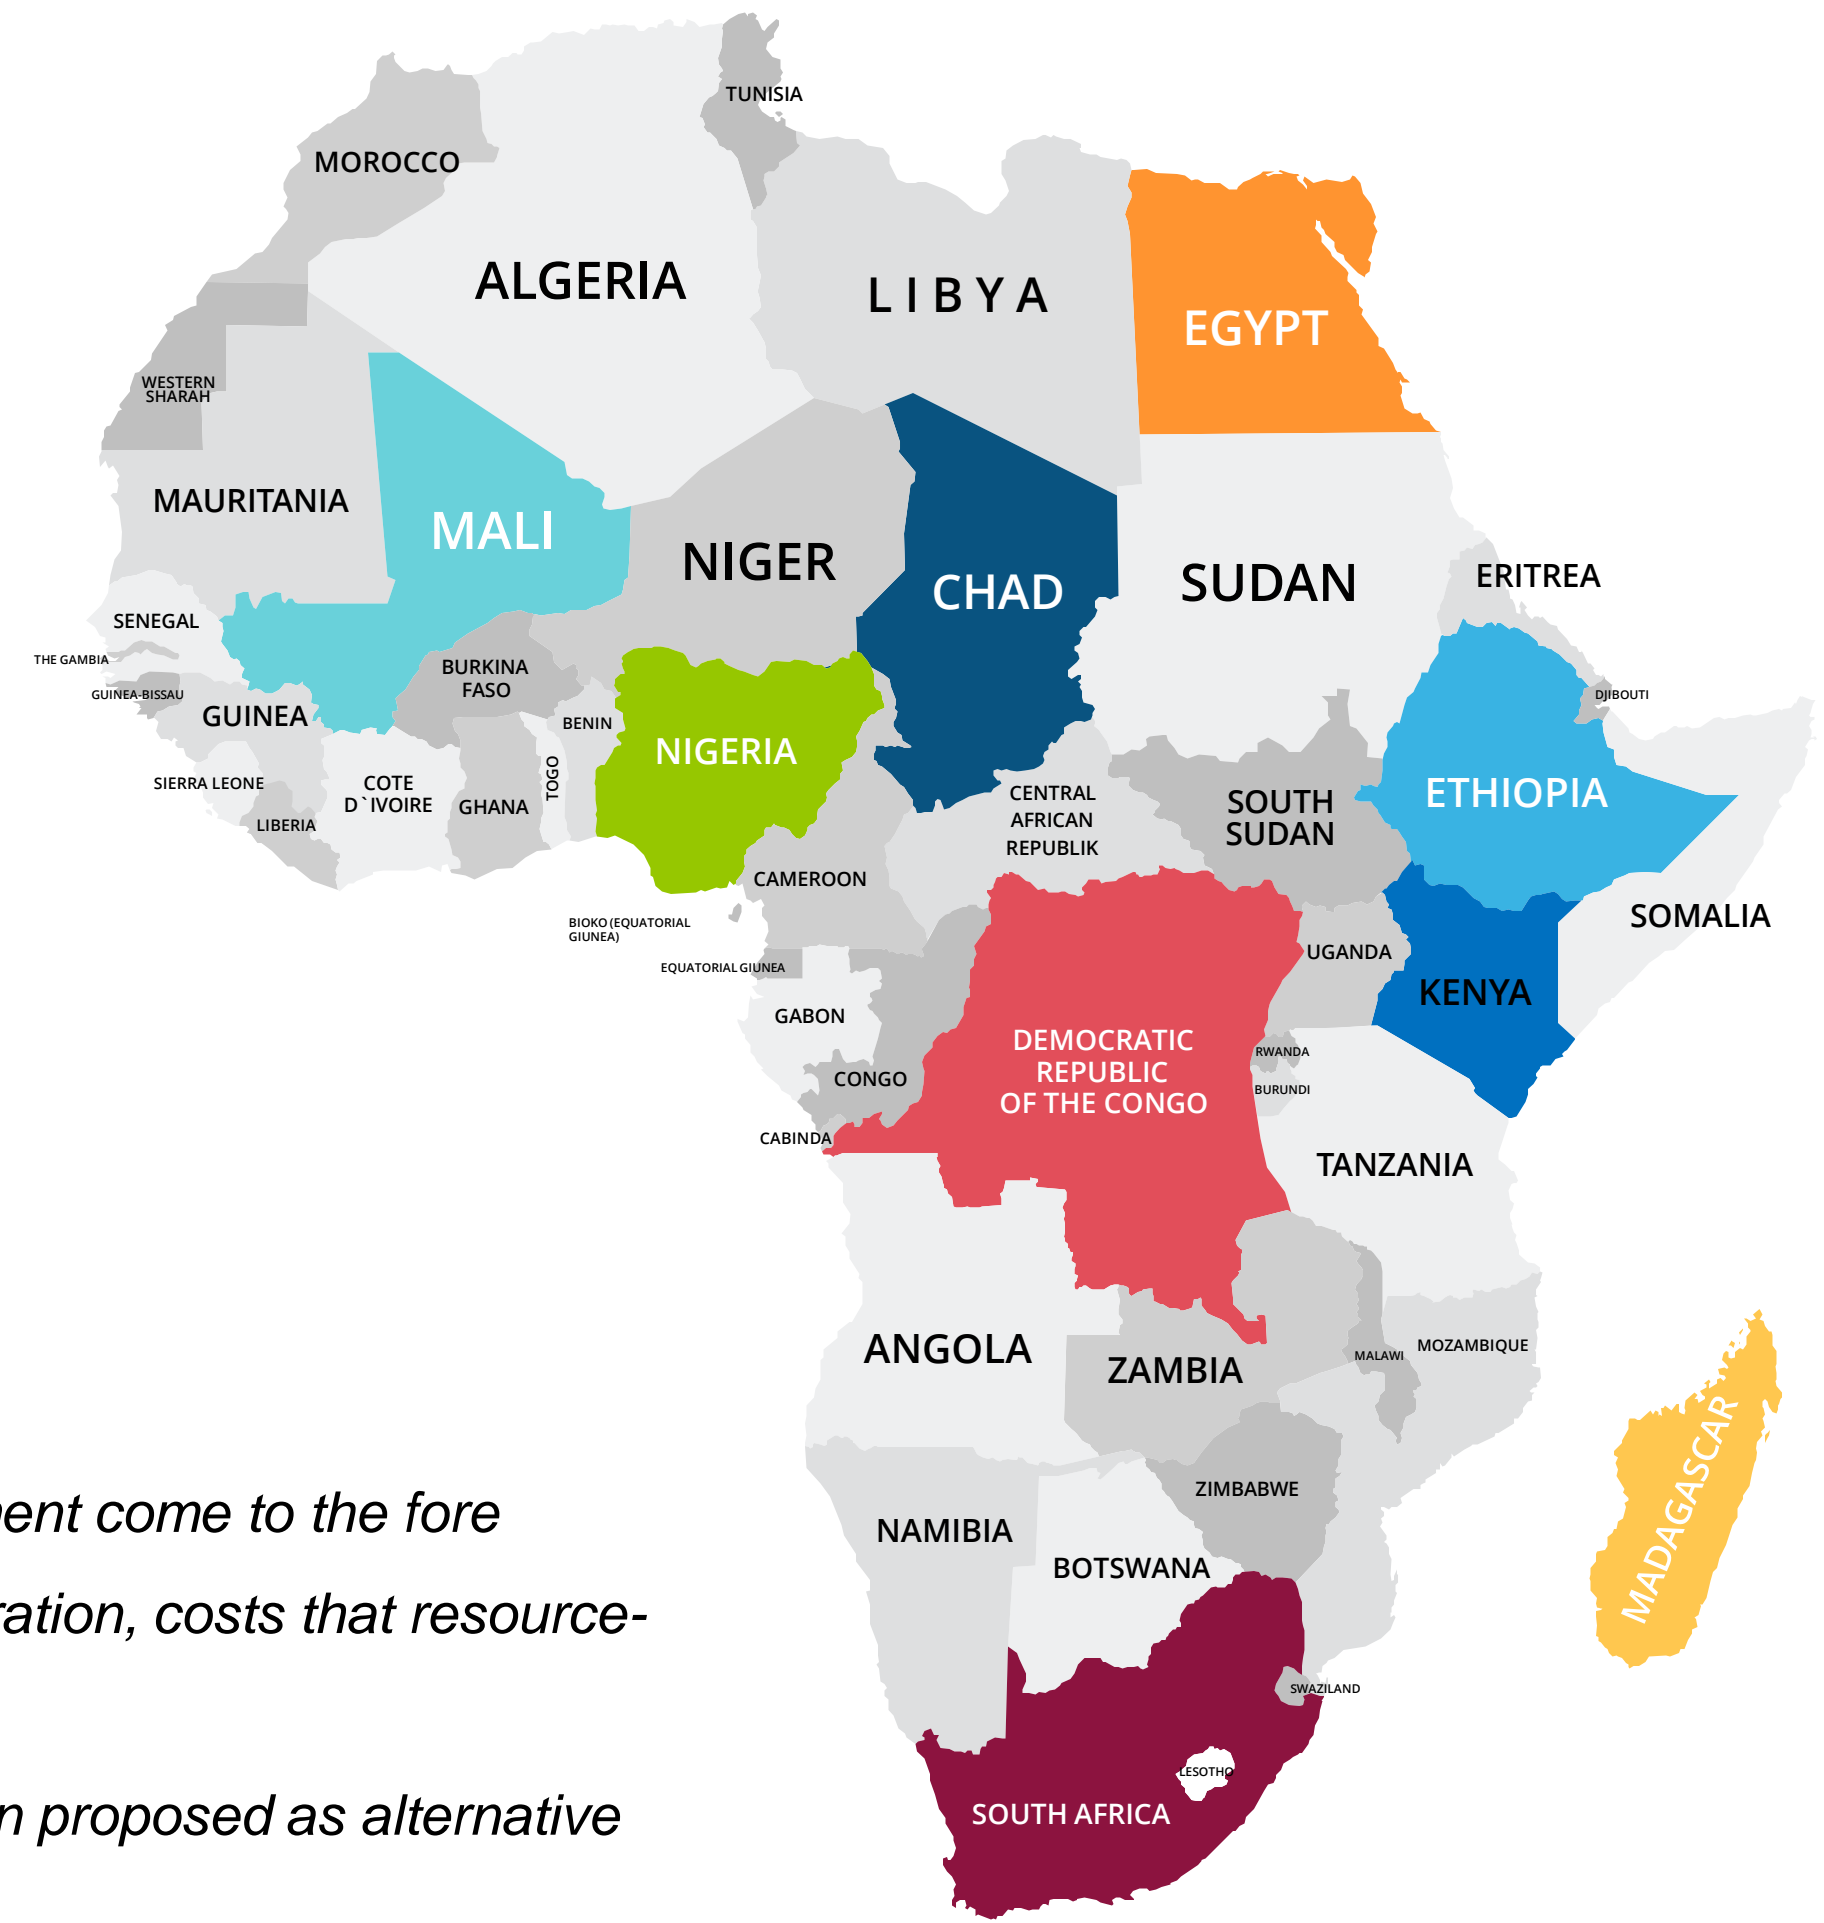 TUNISIA
MOROCCO
ALGERIA
LIBYA
EGYPT
WESTERN
SHARAH
MAURITANIA
MALI
NIGER
CHAD
SUDAN
ERITREA
SENEGAL
THE GAMBIA
GUINEA-BISSAU
GUINEA
BURKINA
FASO
BENIN
NIGERIA
DJIBOUTI
SIERRA LEONE
COTE
D`IVOIRE
LIBERIA
GHANA
TOGO
CENTRAL
AFRICAN
REPUBLIK
SOUTH
SUDAN
ETHIOPIA
CAMEROON
SOMALIA
BIOKO (EQUATORIAL
GIUNEA)
EQUATORIAL GIUNEA
UGANDA
KENYA
GABON
DEMOCRATIC
REPUBLIC
OF THE CONGO
RWANDA
BURUNDI
CONGO
CABINDA
TANZANIA
ANGOLA
ZAMBIA
MALAWI
MOZAMBIQUE
MADAGASCAR
ZIMBABWE
NAMIBIA
BOTSWANA
SWAZILAND
LESOTHO
SOUTH AFRICA
ent come to the fore
ration, costs that resource-
n proposed as alternative